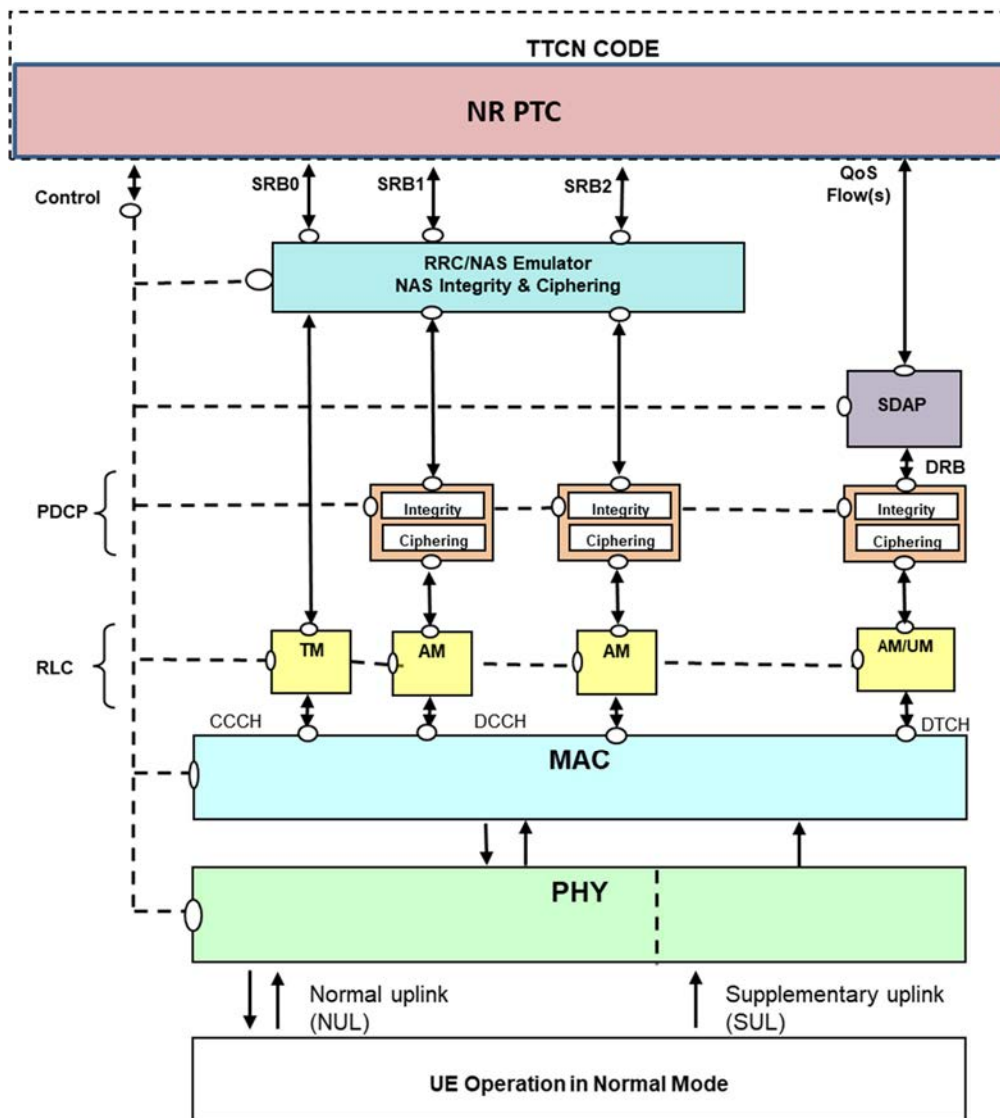 TTCN CODE
NR PTC
Control
SRB0
SRB1
SRB2
QoS
Flow(s)
RRC/NAS Emulator
NAS Integrity & Ciphering
SDAP
DRB
PDCP
Integrity
Ciphering
Integrity
Ciphering
Integrity
Ciphering
RLC
TM
AM
AM
AM/UM
CCCH
DCCH
DTCH
MAC
PHY
Normal uplink
(NUL)
Supplementary uplink
(SUL)
UE Operation in Normal Mode